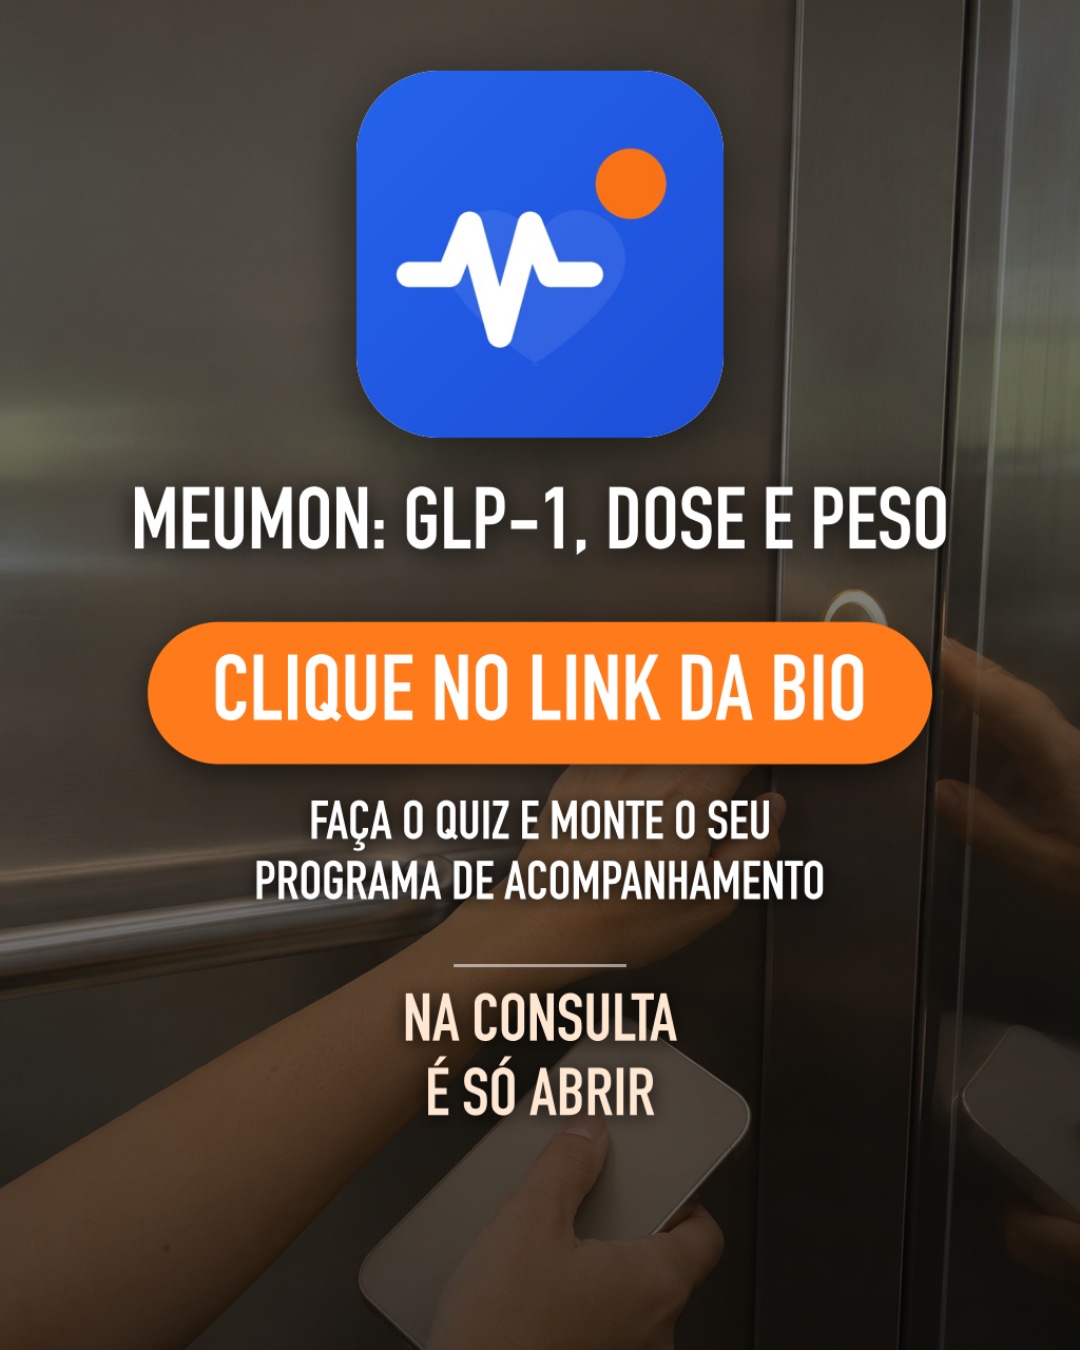 MEUMON: GLP-1, DOSE E PESO
CLIQUE NO LINK DA BIO
FAÇA O QUIZ E MONTE O SEU
PROGRAMA DE ACOMPANHAMENTO
NA CONSULTA
É SÓ ABRIR